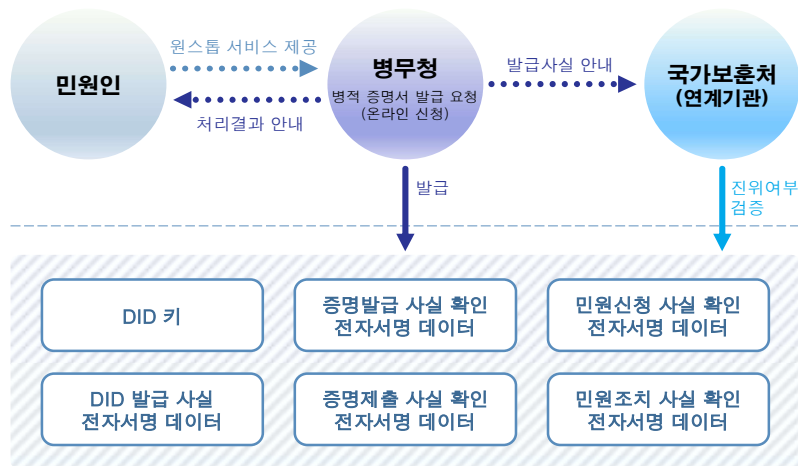 민원인
원스톱 서비스 제공
처리결과 안내
병무청
병적 증명서 발급 요청
(온라인 신청)
발급사실 안내
국가보훈처
(연계기관)
발급
진위여부
검증
DID 키
증명발급 사실 확인
전자서명 데이터
민원신청 사실 확인
전자서명 데이터
DID 발급 사실
전자서명 데이터
증명제출 사실 확인
전자서명 데이터
민원조치 사실 확인
전자서명 데이터